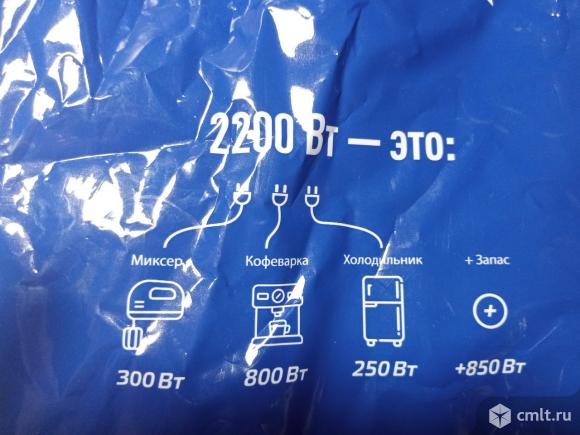 2200 Вт — это:
Миксер Кофеварка Холодильник + Запас
300 Вт 800 Вт 250 Вт +850 Вт
cmlt.ru